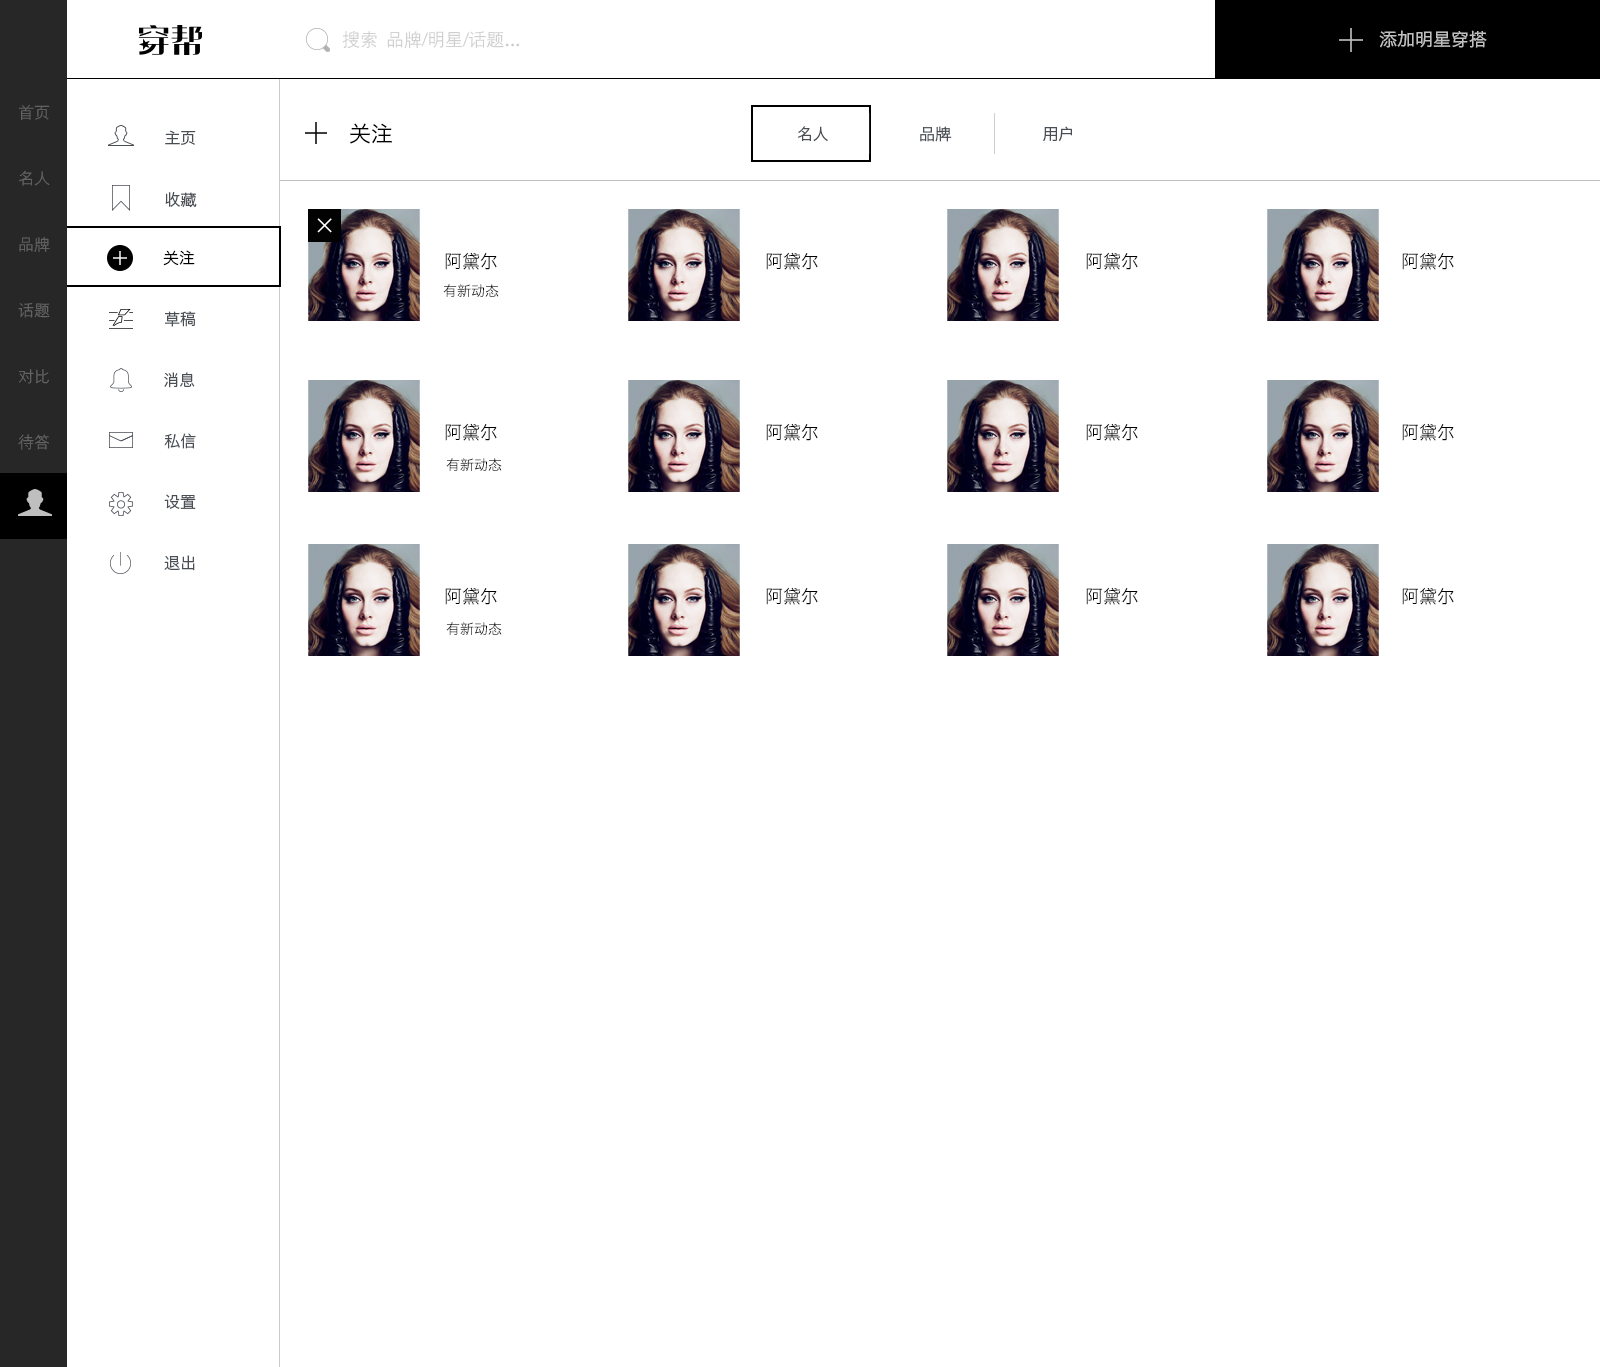 穿帮
搜索 品牌/明星/话题...
添加明星穿搭
首页
名人
品牌
话题
对比
待答
主页
收藏
关注
草稿
消息
私信
设置
退出
关注
名人
品牌
用户
阿黛尔
有新动态
阿黛尔
阿黛尔
阿黛尔
阿黛尔
有新动态
阿黛尔
阿黛尔
阿黛尔
阿黛尔
有新动态
阿黛尔
阿黛尔
阿黛尔